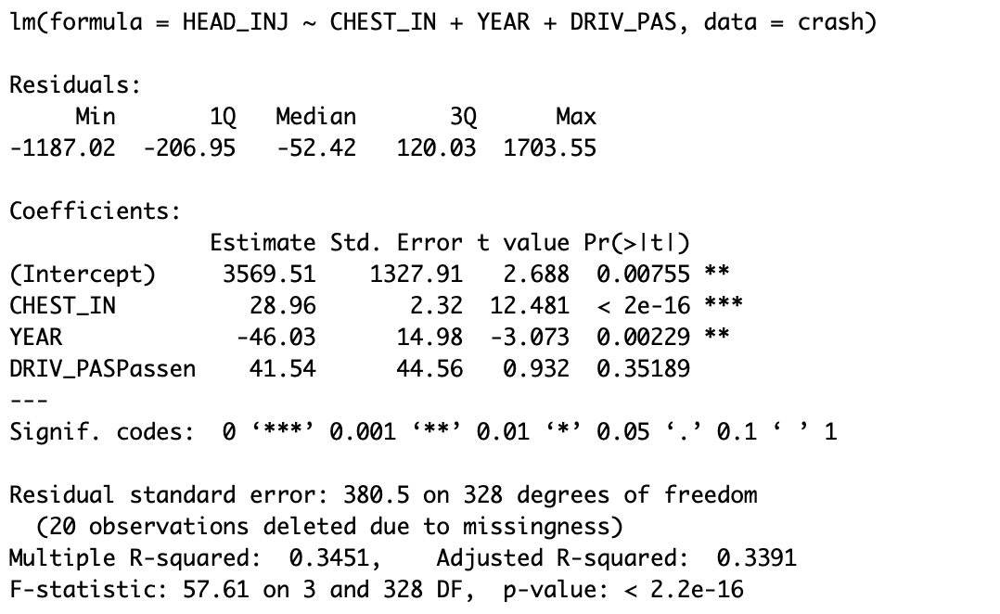 lm(formula = HEAD_INJ ~ CHEST_IN + YEAR + DRIV_PAS, data = crash)
Residuals:
Min 1Q Median 3Q Max
-1187.02 -206.95 -52.42 120.03 1703.55
Coefficients:
Estimate Std. Error t value Pr(>|t|)
(Intercept) 3569.51 1327.91 2.688 0.00755 **
CHEST_IN 28.96 2.32 12.481 < 2e-16 ***
YEAR -46.03 14.98 -3.073 0.00229 **
DRIV_PASPassen 41.54 44.56 0.932 0.35189
---
Signif. codes: 0 ‘***’ 0.001 ‘**’ 0.01 ‘*’ 0.05 ‘.’ 0.1 ‘ ’ 1
Residual standard error: 380.5 on 328 degrees of freedom
(20 observations deleted due to missingness)
Multiple R-squared: 0.3451, Adjusted R-squared: 0.3391
F-statistic: 57.61 on 3 and 328 DF, p-value: < 2.2e-16